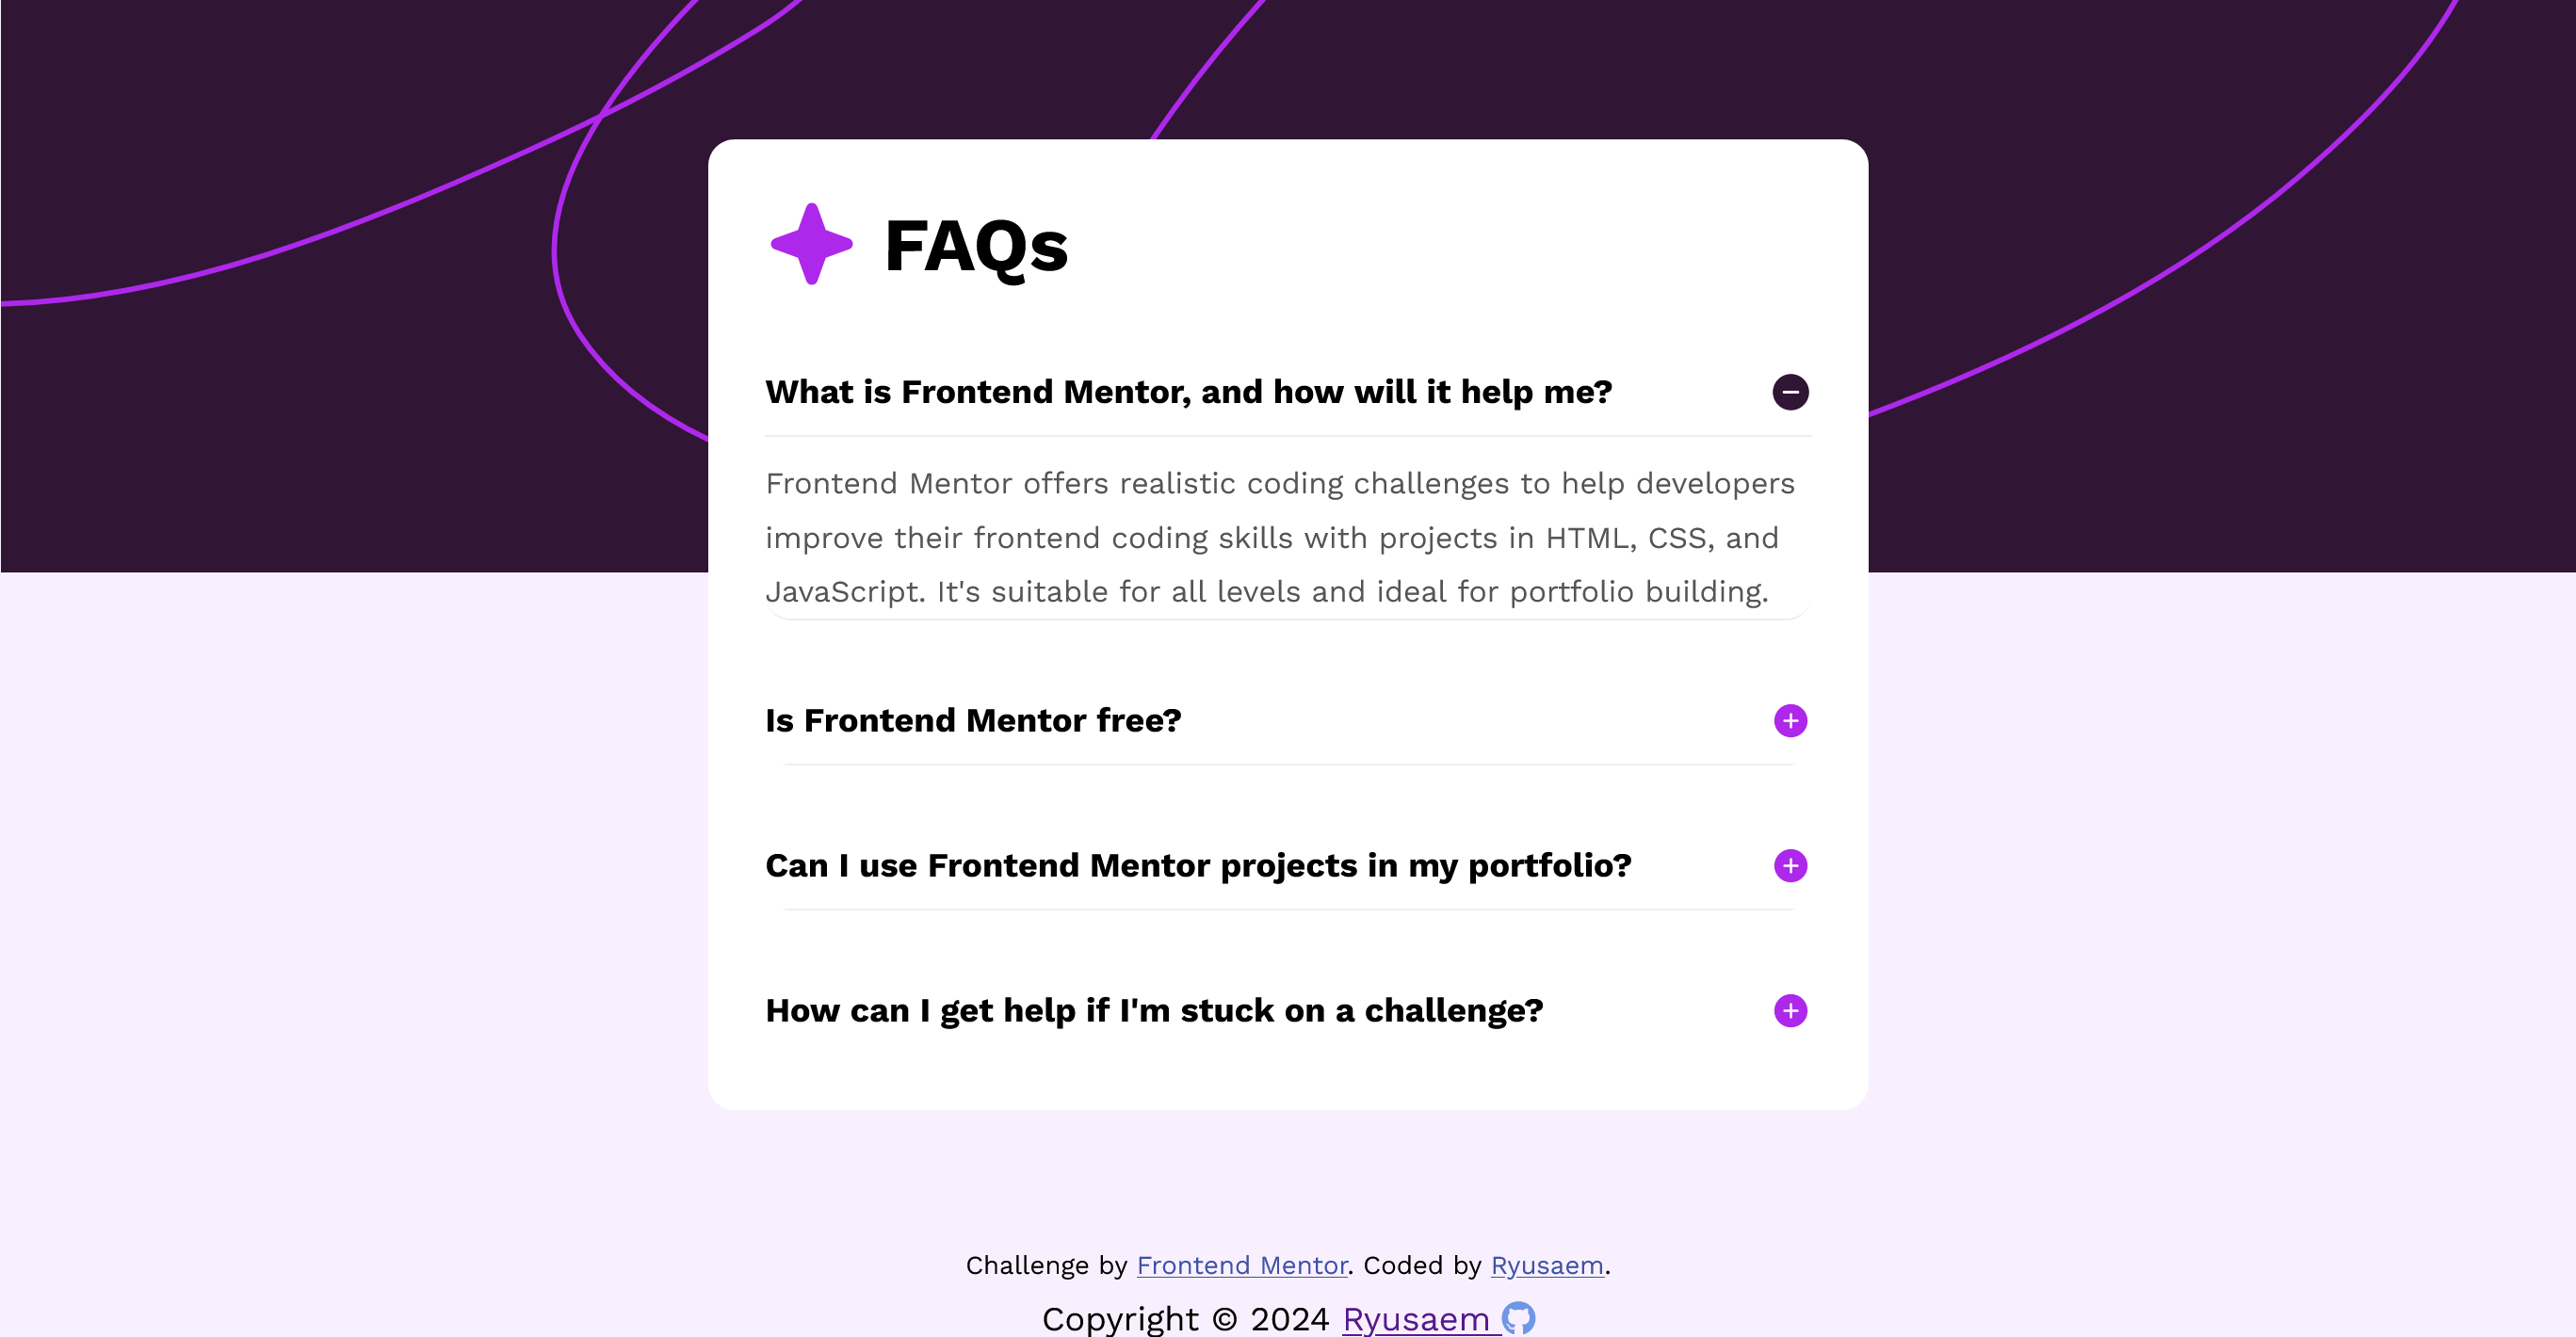 FAQs
What is Frontend Mentor, and how will it help me?
Frontend Mentor offers realistic coding challenges to help developers
improve their frontend coding skills with projects in HTML, CSS, and
JavaScript. It's suitable for all levels and ideal for portfolio building.
Is Frontend Mentor free?
Can I use Frontend Mentor projects in my portfolio?
How can I get help if I'm stuck on a challenge?
Challenge by Frontend Mentor. Coded by Ryusaem.
Copyright © 2024 Ryusaem